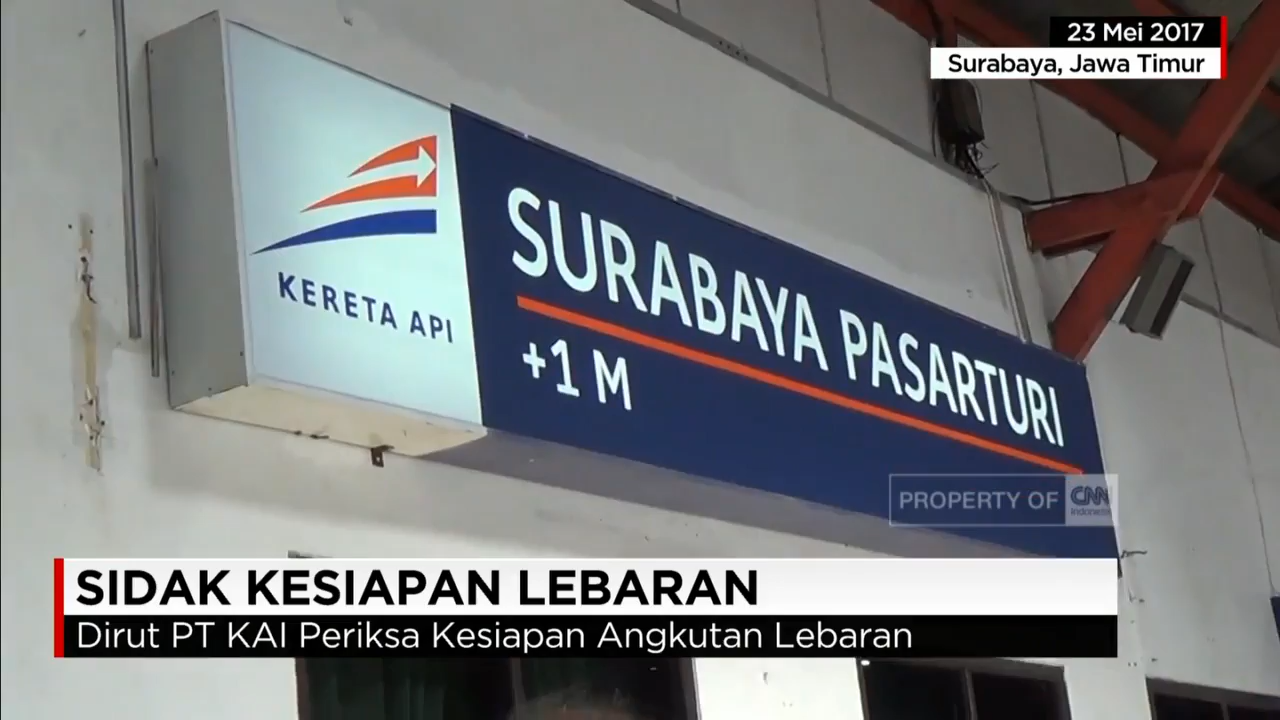 23 Mei 2017
Surabaya, Jawa Timur
KERETA API
SURABAYA PASARTURI
+1 M
PROPERTY OF CNN Indonesia
SIDAK KESIAPAN LEBARAN
Dirut PT KAI Periksa Kesiapan Angkutan Lebaran